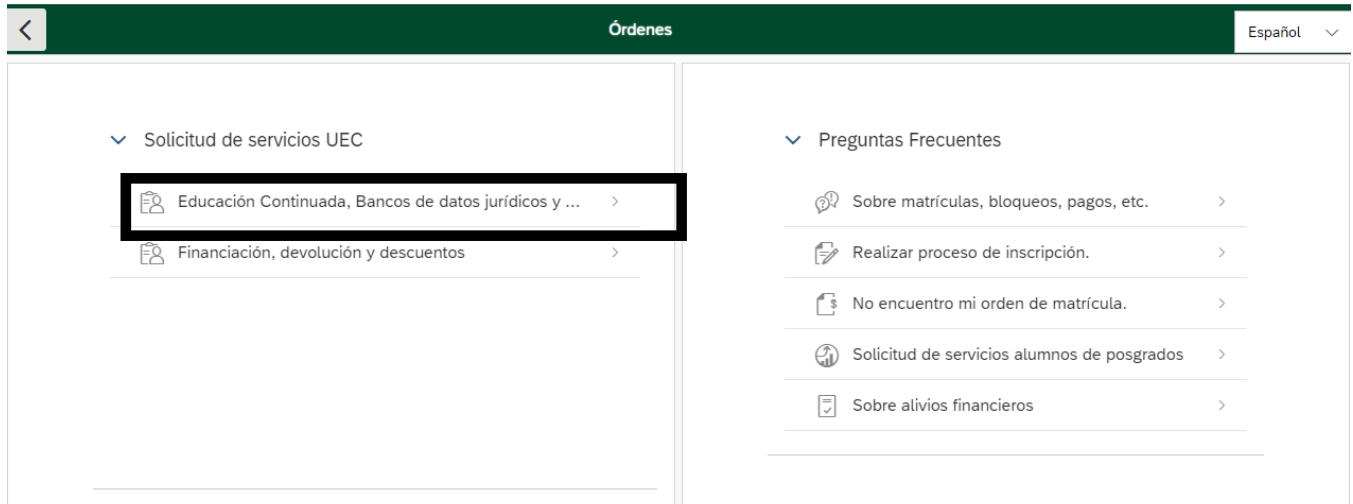 Órdenes
Español
Solicitud de servicios UEC
Educación Continuada, Bancos de datos jurídicos y ...
Financiación, devolución y descuentos
Preguntas Frecuentes
Sobre matrículas, bloqueos, pagos, etc.
Realizar proceso de inscripción.
No encuentro mi orden de matrícula.
Solicitud de servicios alumnos de posgrados
Sobre alivios financieros